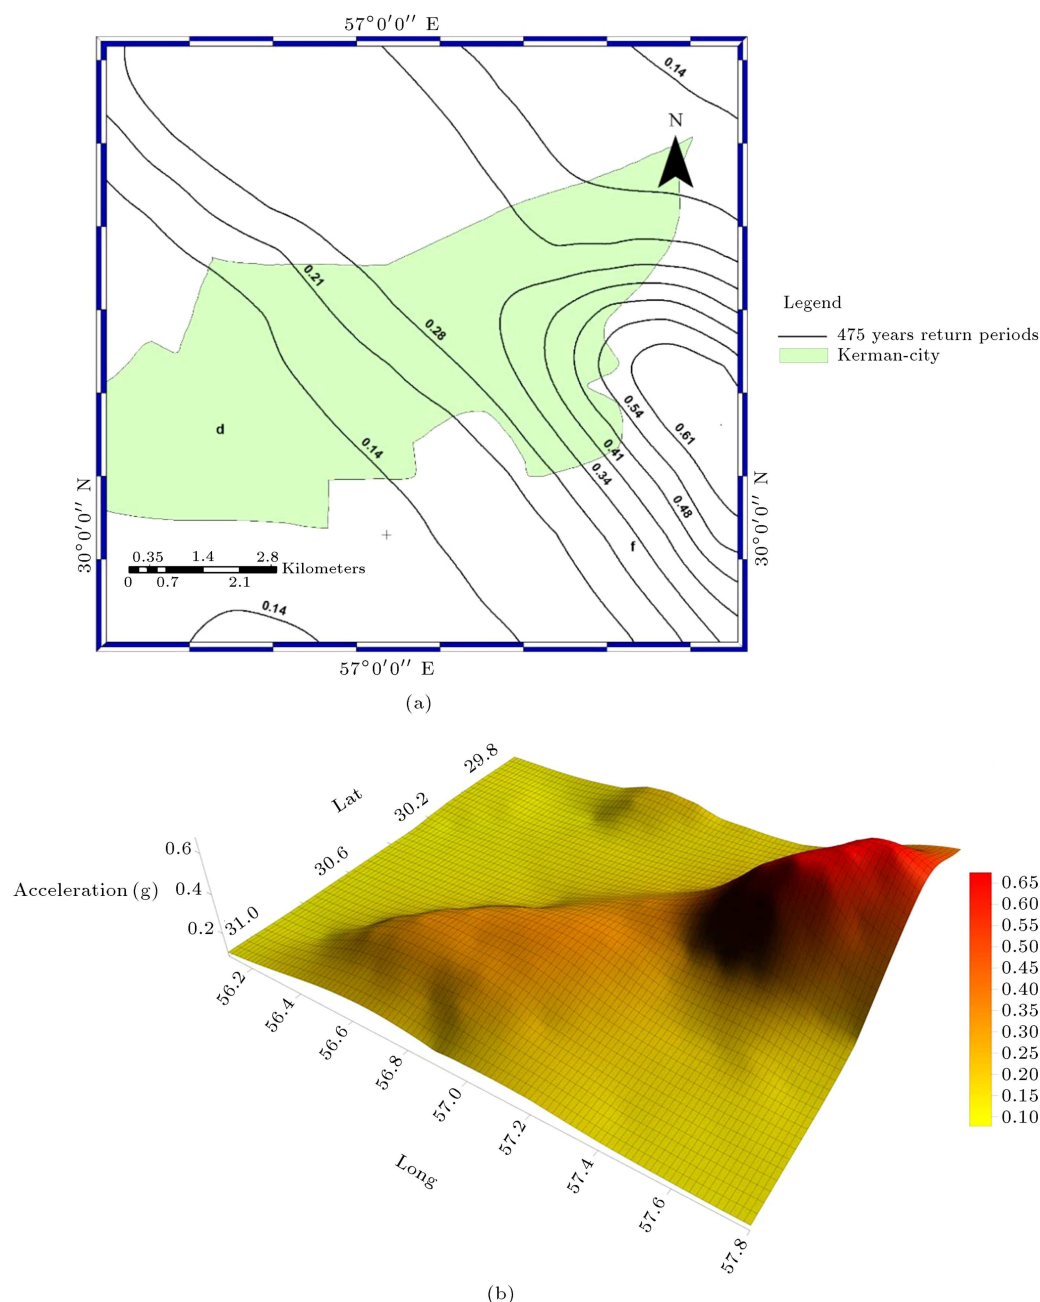 57°0′0″ E
0.14
N
0.21
0.28
Legend
475 years return periods
Kerman-city
0.54
0.61
d
0.14
0.41
0.34
0.48
30°0′0″ N
30°0′0″ N
f
0.35 1.4 2.8
Kilometers
0 0.7 2.1
0.14
57°0′0″ E
(a)
29.8
Lat
30.2
30.6
31.0
0.6
Acceleration (g)
0.4
0.2
0.65
0.60
0.55
0.50
0.45
0.40
0.35
0.30
0.25
0.20
0.15
0.10
56.2
56.4
56.6
56.8
57.0
57.2
57.4
57.6
57.8
Long
(b)